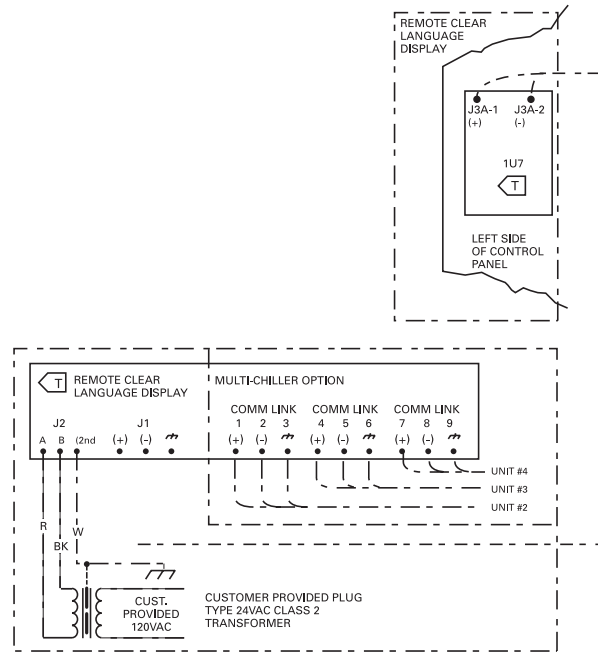 REMOTE CLEAR
LANGUAGE
DISPLAY
J3A-1 J3A-2
(+) (-)
1U7
T
LEFT SIDE
OF CONTROL
PANEL
T
REMOTE CLEAR
LANGUAGE DISPLAY
MULTI-CHILLER OPTION
J2 J1
A B (2nd (+) (-)
COMM LINK COMM LINK COMM LINK
1 2 3 4 5 6 7 8 9
(+) (-) (+) (-) (+) (-)
UNIT #4
UNIT #3
UNIT #2
R
BK
W
CUST.
PROVIDED
120VAC
CUSTOMER PROVIDED PLUG
TYPE 24VAC CLASS 2
TRANSFORMER